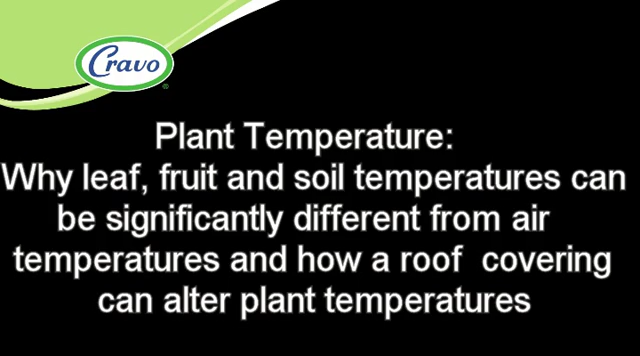 Cravo®
Plant Temperature:
Why leaf, fruit and soil temperatures can
be significantly different from air
temperatures and how a roof covering
can alter plant temperatures